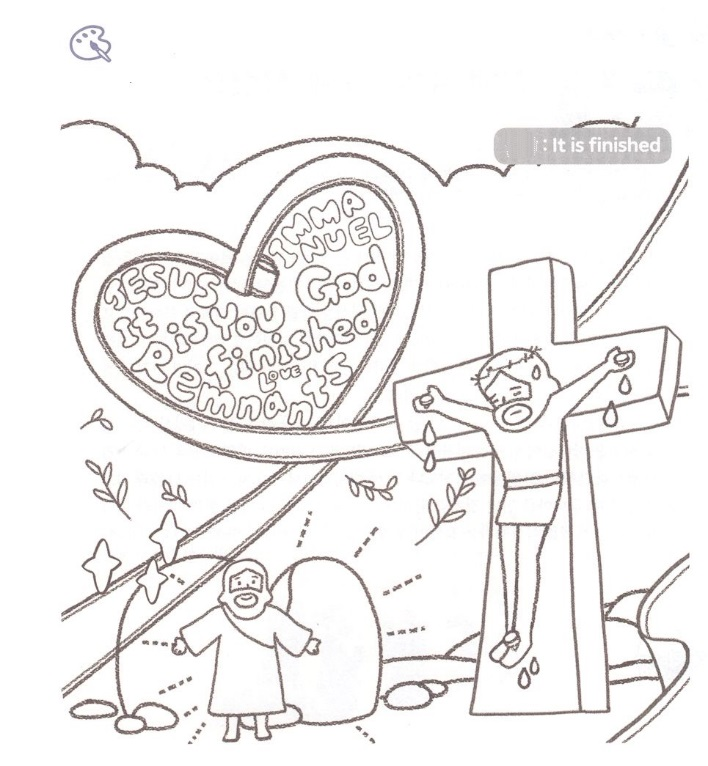 : It is finished
IMMA
NUEL
JESUS
God
It is You
finished
LOVE
Remnants